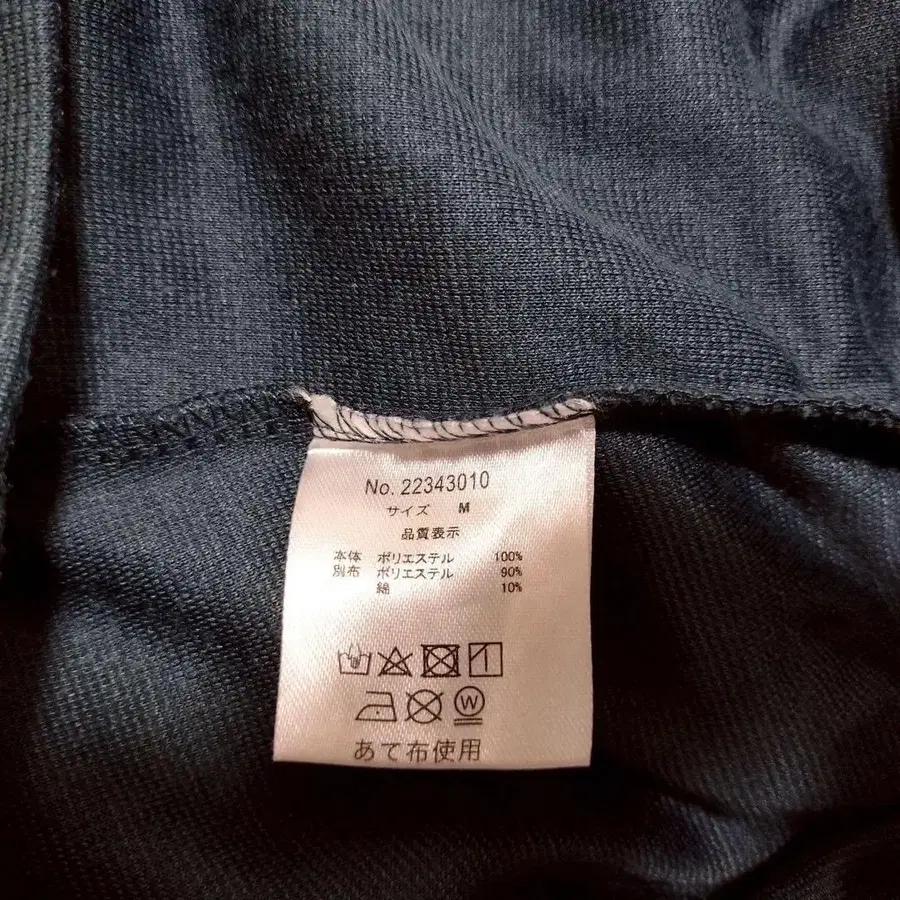 No. 22343010
サイズ M
品質表示
本体 ポリエステル 100%
別布 ポリエステル 90%
綿 10%
W
あて布使用